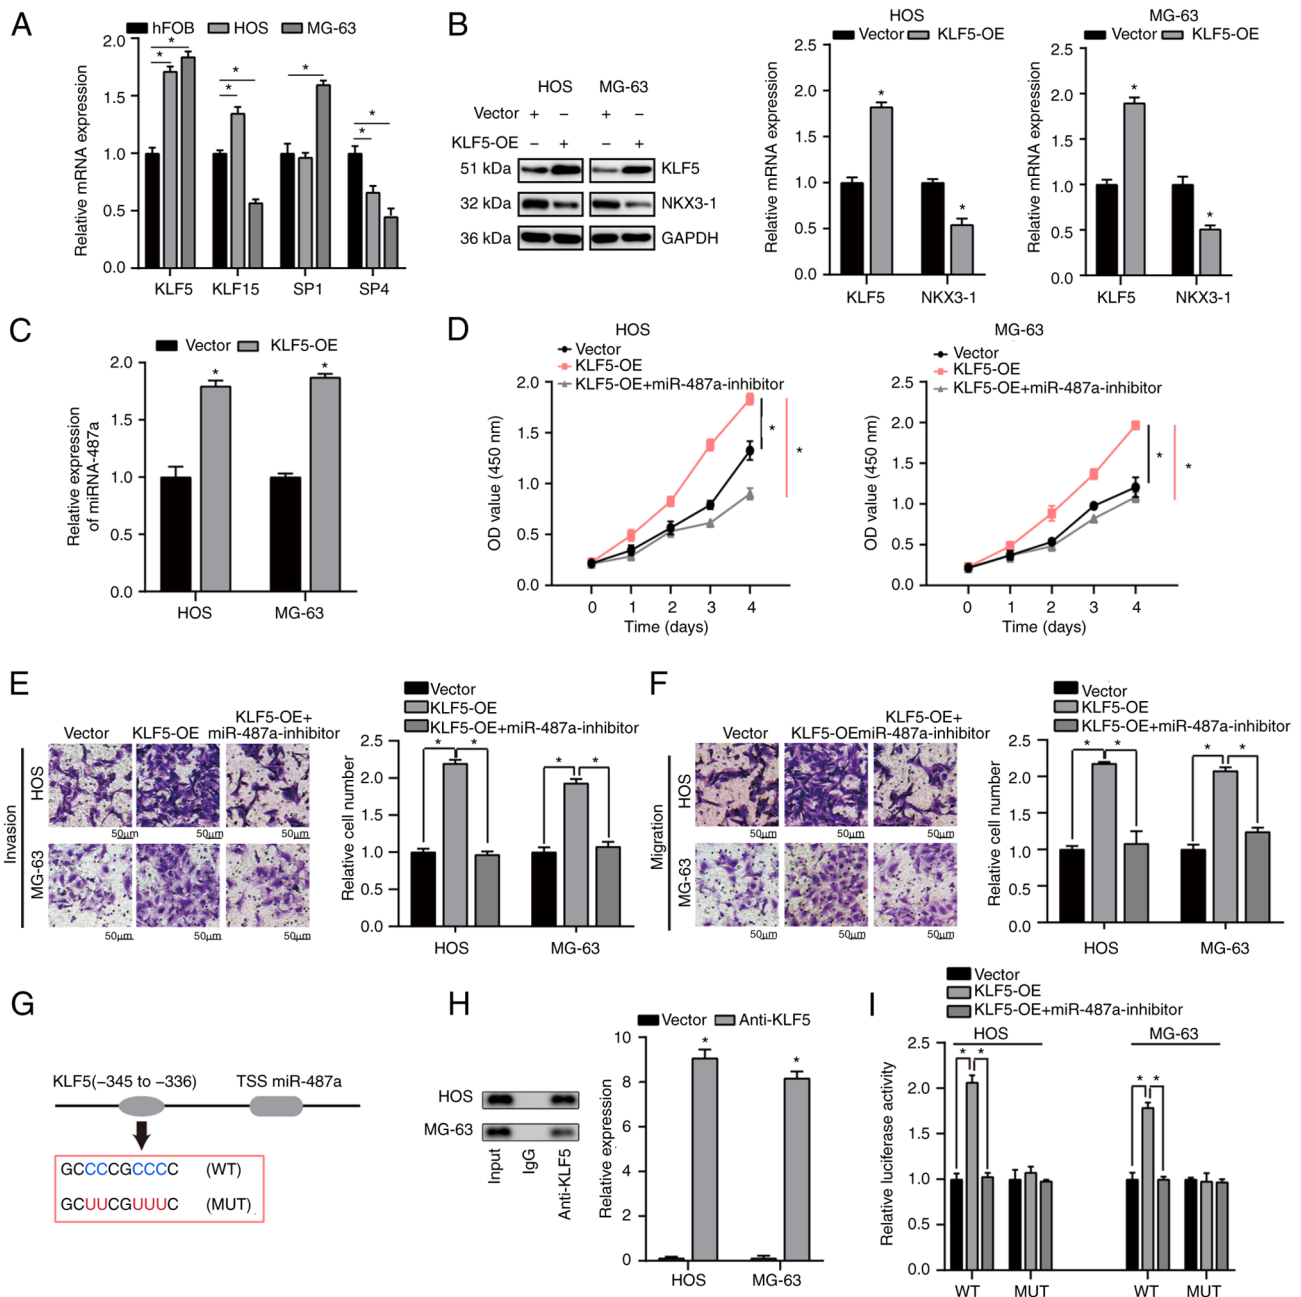 A
hFOB HOS MG-63
Relative mRNA expression
2.0
1.5
1.0
0.5
0.0
* *
* *
*
* *
KLF5 KLF15 SP1 SP4
B
HOS MG-63
Vector + – + –
KLF5-OE – + – +
51 kDa KLF5
32 kDa NKX3-1
36 kDa GAPDH
HOS
Vector KLF5-OE
Relative mRNA expression
2.5
2.0
1.5
1.0
0.5
0.0
* *
KLF5 NKX3-1
MG-63
Vector KLF5-OE
Relative mRNA expression
2.5
2.0
1.5
1.0
0.5
0.0
* *
KLF5 NKX3-1
C
Vector KLF5-OE
Relative expression
of miRNA-487a
2.0
1.5
1.0
0.5
0.0
* *
HOS MG-63
D
HOS
Vector
KLF5-OE
KLF5-OE+miR-487a-inhibitor
OD value (450 nm)
2.0
1.5
1.0
0.5
0.0
* *
0 1 2 3 4
Time (days)
MG-63
Vector
KLF5-OE
KLF5-OE+miR-487a-inhibitor
OD value (450 nm)
2.5
2.0
1.5
1.0
0.5
0.0
* *
0 1 2 3 4
Time (days)
E
Vector KLF5-OE KLF5-OE+
miR-487a-inhibitor
Invasion
HOS
50μm 50μm 50μm
MG-63
50μm 50μm 50μm
Vector
KLF5-OE
KLF5-OE+miR-487a-inhibitor
Relative cell number
2.5
2.0
1.5
1.0
0.5
0.0
* * * *
HOS MG-63
F
Vector KLF5-OE KLF5-OE+
miR-487a-inhibitor
Migration
HOS
50μm 50μm 50μm
MG-63
50μm 50μm 50μm
Vector
KLF5-OE
KLF5-OE+miR-487a-inhibitor
Relative cell number
2.5
2.0
1.5
1.0
0.5
0.0
* * * *
HOS MG-63
G
KLF5(–345 to –336) TSS miR-487a
GCCCCGCCCC (WT)
GCUUCGUUUC (MUT)
H
HOS
MG-63
Input IgG Anti-KLF5
Vector Anti-KLF5
Relative expression
10
8
6
4
2
0
* *
HOS MG-63
I
Vector
KLF5-OE
KLF5-OE+miR-487a-inhibitor
HOS MG-63
Relative luciferase activity
2.5
2.0
1.5
1.0
0.5
0.0
* * * *
WT MUT WT MUT